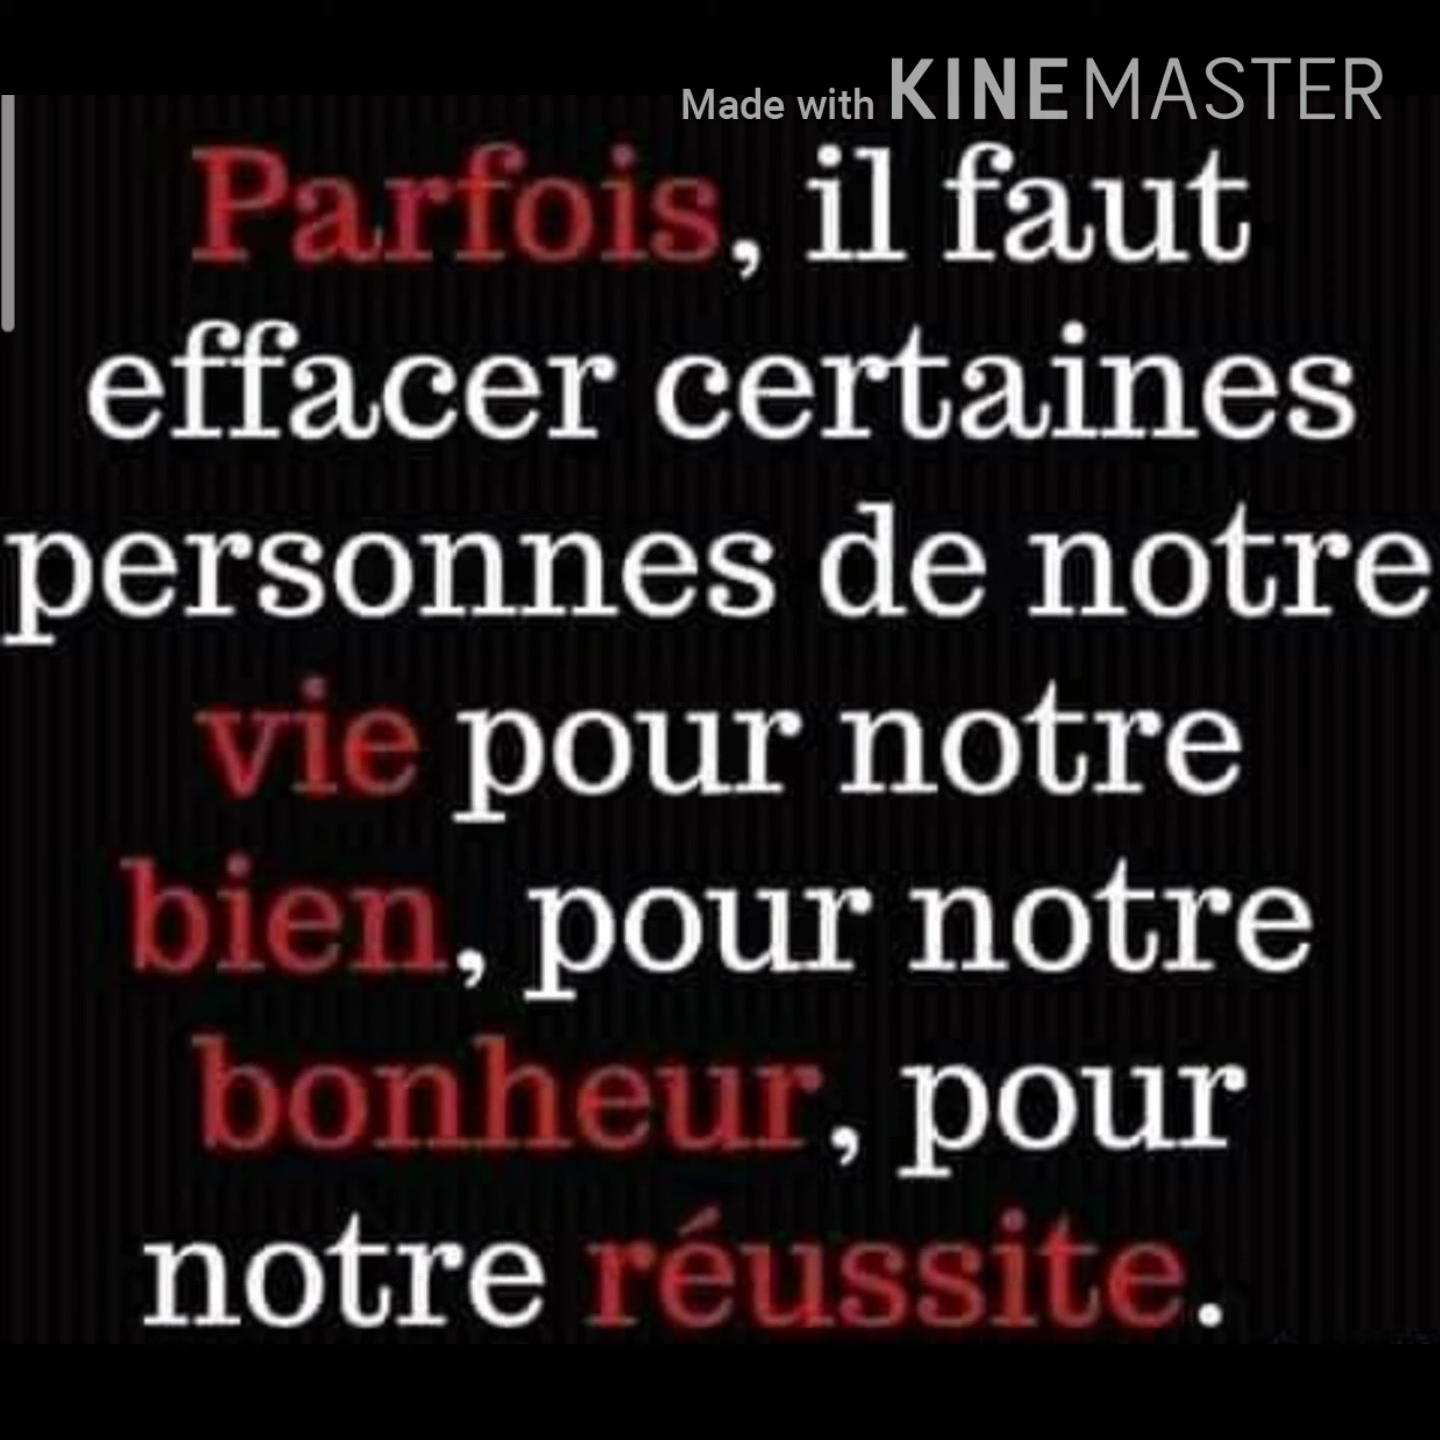 Made with KINEMASTER
Parfois, il faut
effacer certaines
personnes de notre
vie pour notre
bien, pour notre
bonheur, pour
notre réussite.